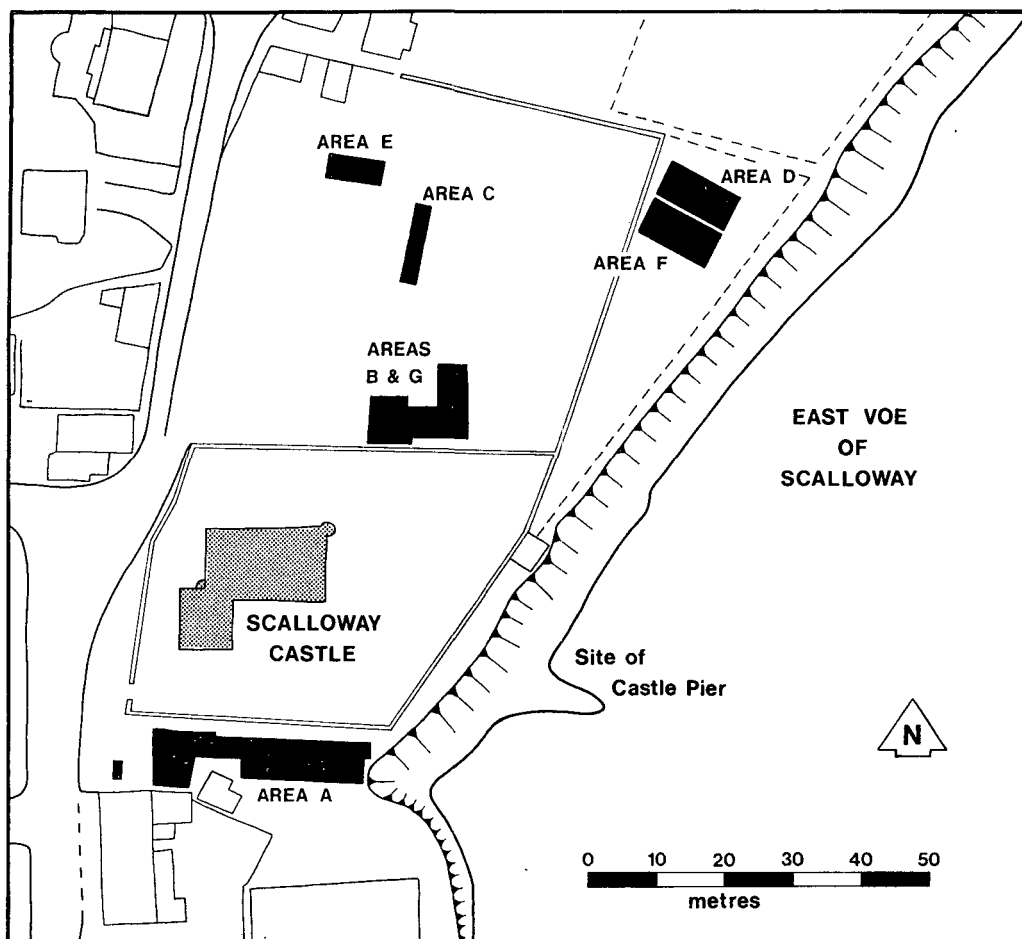 AREA E
AREA C
AREA D
AREA F
AREAS
B & G
EAST VOE
OF
SCALLOWAY
SCALLOWAY
CASTLE
Site of
Castle Pier
N
AREA A
0 10 20 30 40 50
metres